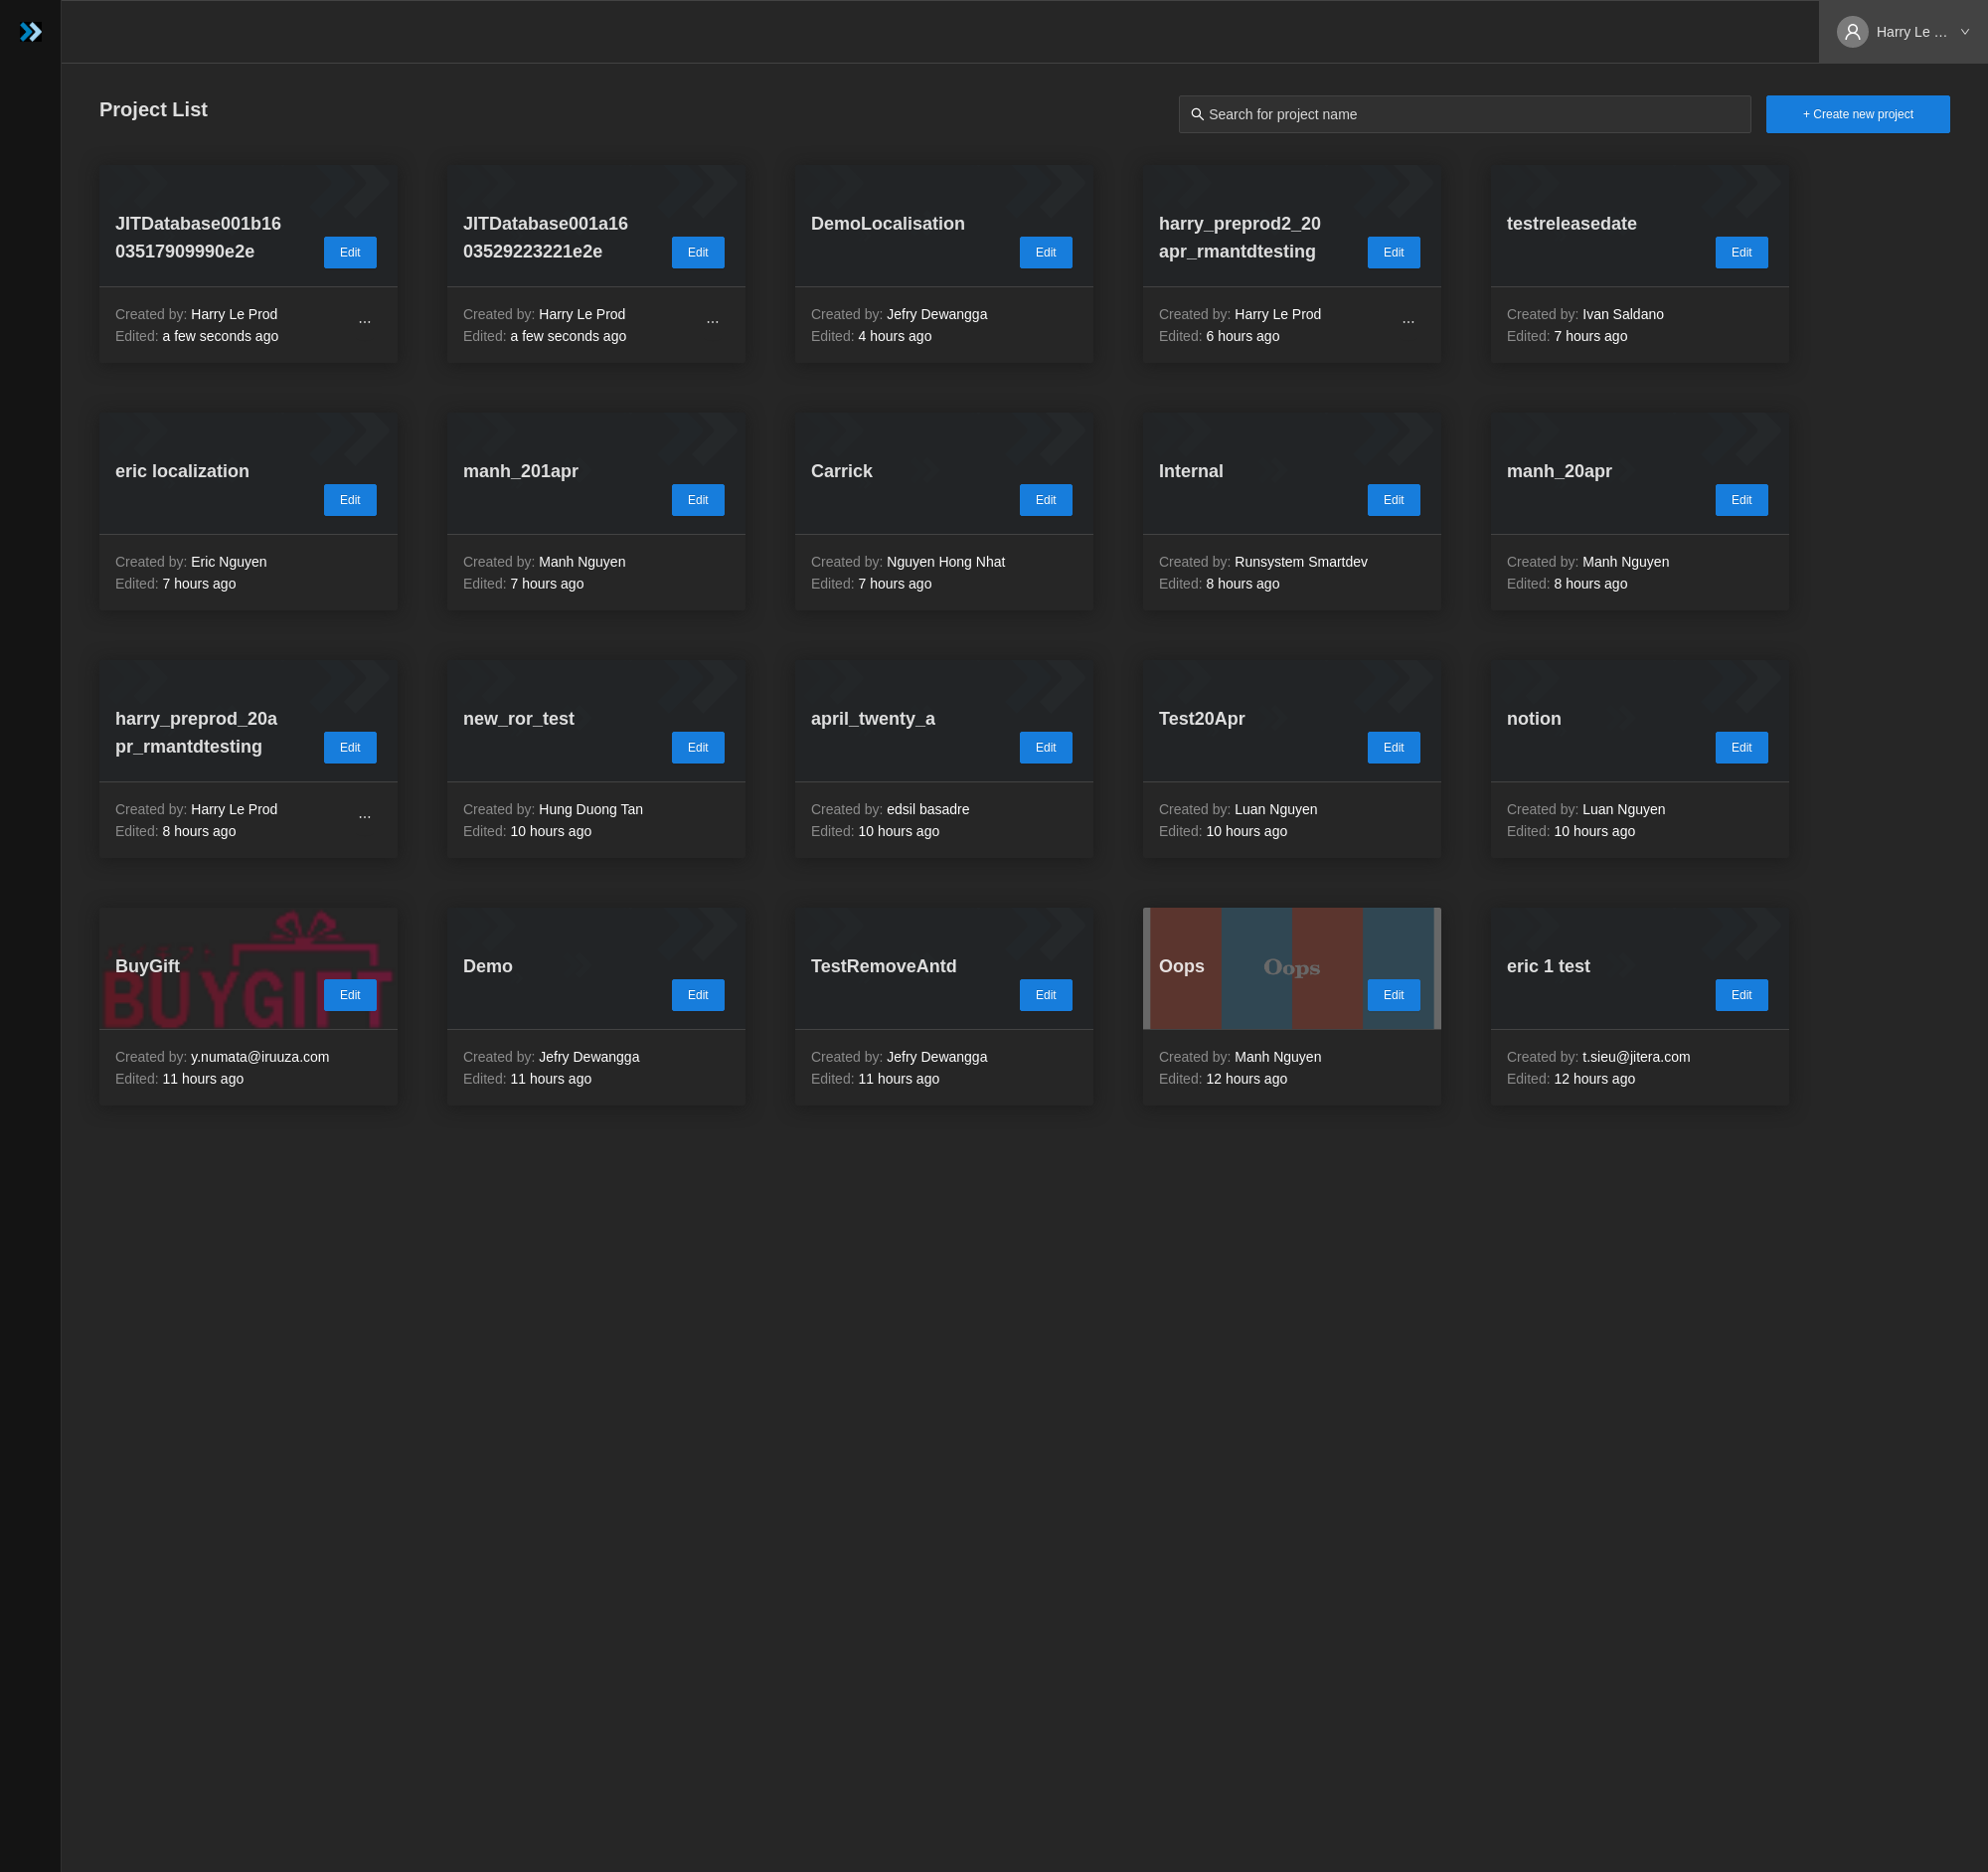 Harry Le ...
Project List
Search for project name
+ Create new project
JITDatabase001b16
03517909990e2e
Edit
Created by: Harry Le Prod
Edited: a few seconds ago
...
JITDatabase001a16
03529223221e2e
Edit
Created by: Harry Le Prod
Edited: a few seconds ago
...
DemoLocalisation
Edit
Created by: Jefry Dewangga
Edited: 4 hours ago
harry_preprod2_20
apr_rmantdtesting
Edit
Created by: Harry Le Prod
Edited: 6 hours ago
...
testreleasedate
Edit
Created by: Ivan Saldano
Edited: 7 hours ago
eric localization
Edit
Created by: Eric Nguyen
Edited: 7 hours ago
manh_201apr
Edit
Created by: Manh Nguyen
Edited: 7 hours ago
Carrick
Edit
Created by: Nguyen Hong Nhat
Edited: 7 hours ago
Internal
Edit
Created by: Runsystem Smartdev
Edited: 8 hours ago
manh_20apr
Edit
Created by: Manh Nguyen
Edited: 8 hours ago
harry_preprod_20a
pr_rmantdtesting
Edit
Created by: Harry Le Prod
Edited: 8 hours ago
...
new_ror_test
Edit
Created by: Hung Duong Tan
Edited: 10 hours ago
april_twenty_a
Edit
Created by: edsil basadre
Edited: 10 hours ago
Test20Apr
Edit
Created by: Luan Nguyen
Edited: 10 hours ago
notion
Edit
Created by: Luan Nguyen
Edited: 10 hours ago
BuyGift
BUYGIFT
Edit
Created by: y.numata@iruuza.com
Edited: 11 hours ago
Demo
Edit
Created by: Jefry Dewangga
Edited: 11 hours ago
TestRemoveAntd
Edit
Created by: Jefry Dewangga
Edited: 11 hours ago
Oops
Oops
Edit
Created by: Manh Nguyen
Edited: 12 hours ago
eric 1 test
Edit
Created by: t.sieu@jitera.com
Edited: 12 hours ago